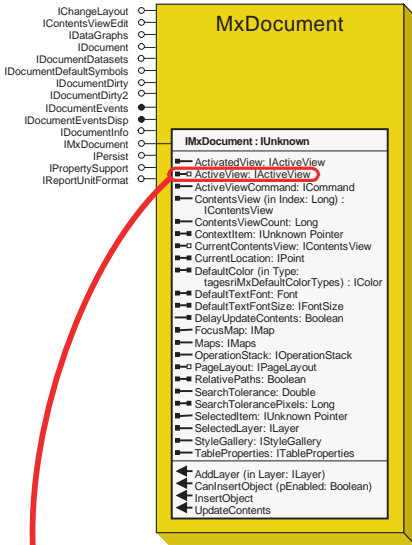 MxDocument
IChangeLayout
IContentsViewEdit
IDataGraphs
IDocument
IDocumentDatasets
IDocumentDefaultSymbols
IDocumentDirty
IDocumentDirty2
IDocumentEvents
IDocumentEventsDisp
IDocumentInfo
IMxDocument
IPersist
IPropertySupport
IReportUnitFormat
IMxDocument : IUnknown
ActivatedView: IActiveView
ActiveView: IActiveView
ActiveViewCommand: ICommand
ContentsView (in Index: Long) :
IContentsView
ContentsViewCount: Long
ContextItem: IUnknown Pointer
CurrentContentsView: IContentsView
CurrentLocation: IPoint
DefaultColor (in Type:
tagesriMxDefaultColorTypes) : IColor
DefaultTextFont: Font
DefaultTextFontSize: IFontSize
DelayUpdateContents: Boolean
FocusMap: IMap
Maps: IMaps
OperationStack: IOperationStack
PageLayout: IPageLayout
RelativePaths: Boolean
SearchTolerance: Double
SearchTolerancePixels: Long
SelectedItem: IUnknown Pointer
SelectedLayer: ILayer
StyleGallery: IStyleGallery
TableProperties: ITableProperties
AddLayer (in Layer: ILayer)
CanInsertObject (pEnabled: Boolean)
InsertObject
UpdateContents